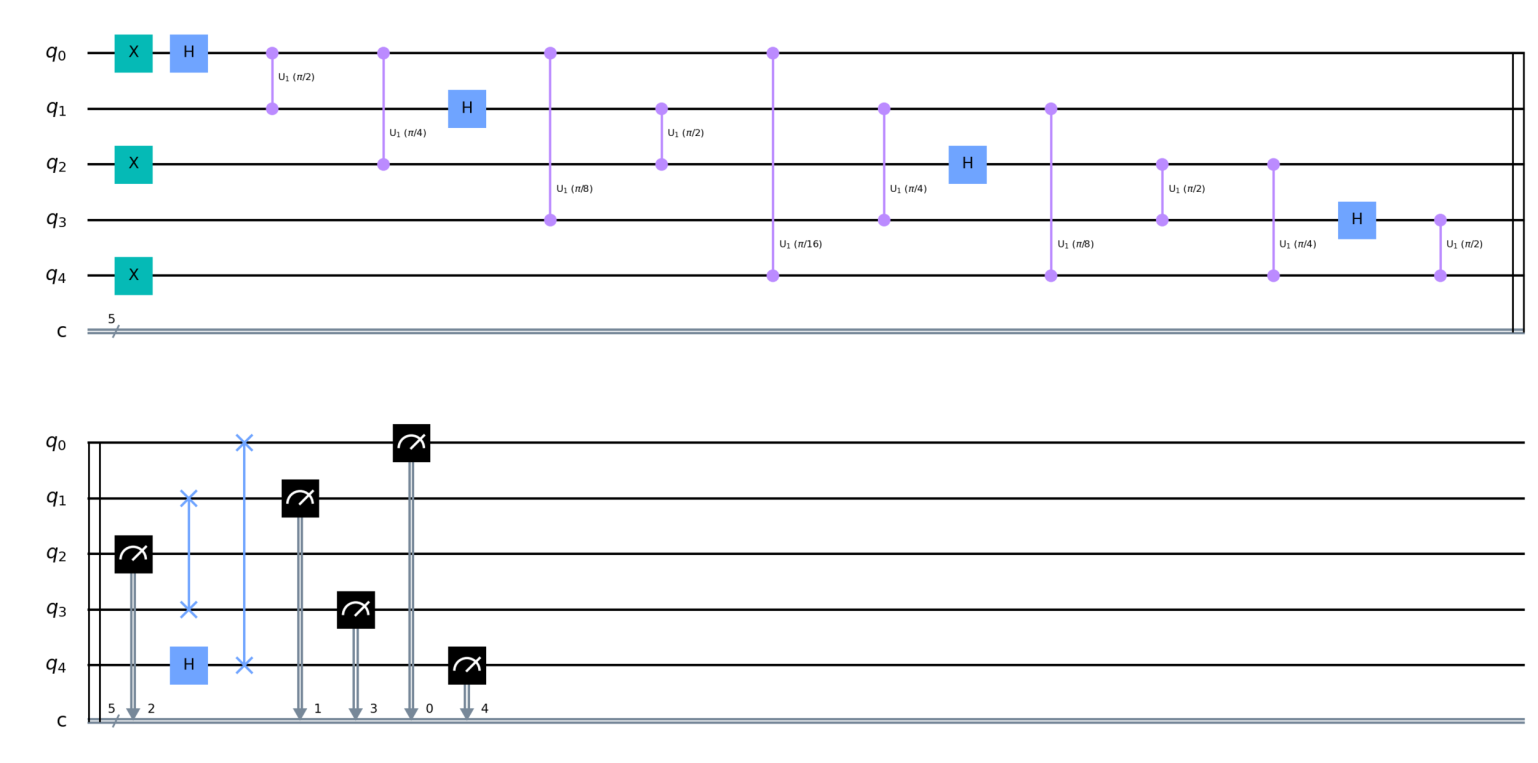 q0 X H
U1 (π/2)
q1 H
U1 (π/4) U1 (π/2)
q2 X H
U1 (π/8) U1 (π/4) U1 (π/2)
q3 H
U1 (π/16) U1 (π/8) U1 (π/4) U1 (π/2)
q4 X
5
c
q0
q1
q2
q3
q4 H
5 2 1 3 0 4
c